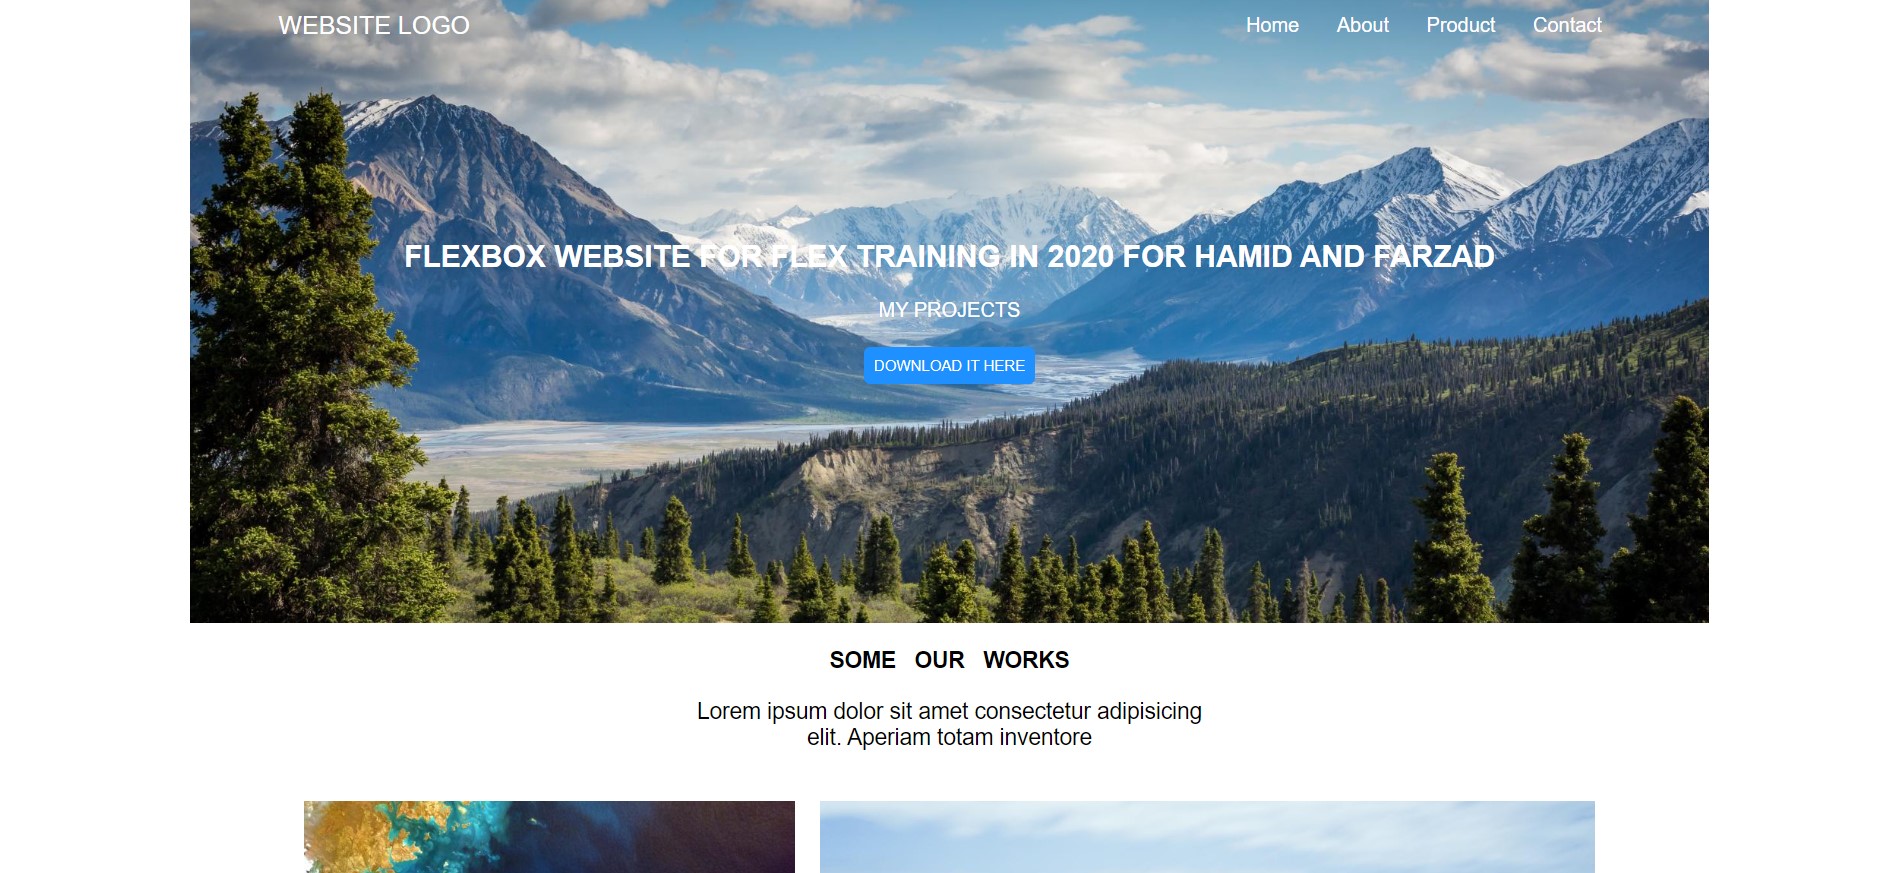 WEBSITE LOGO
Home About Product Contact
FLEXBOX WEBSITE FOR FLEX TRAINING IN 2020 FOR HAMID AND FARZAD
MY PROJECTS
DOWNLOAD IT HERE
SOME OUR WORKS
Lorem ipsum dolor sit amet consectetur adipisicing
elit. Aperiam totam inventore